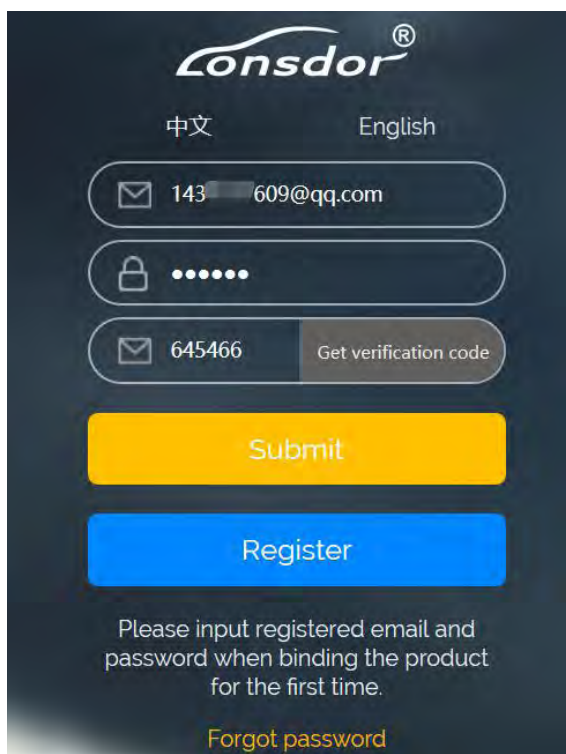 Lonsdor®
中文 English
143 609@qq.com
••••••
645466 Get verification code
Submit
Register
Please input registered email and
password when binding the product
for the first time.
Forgot password